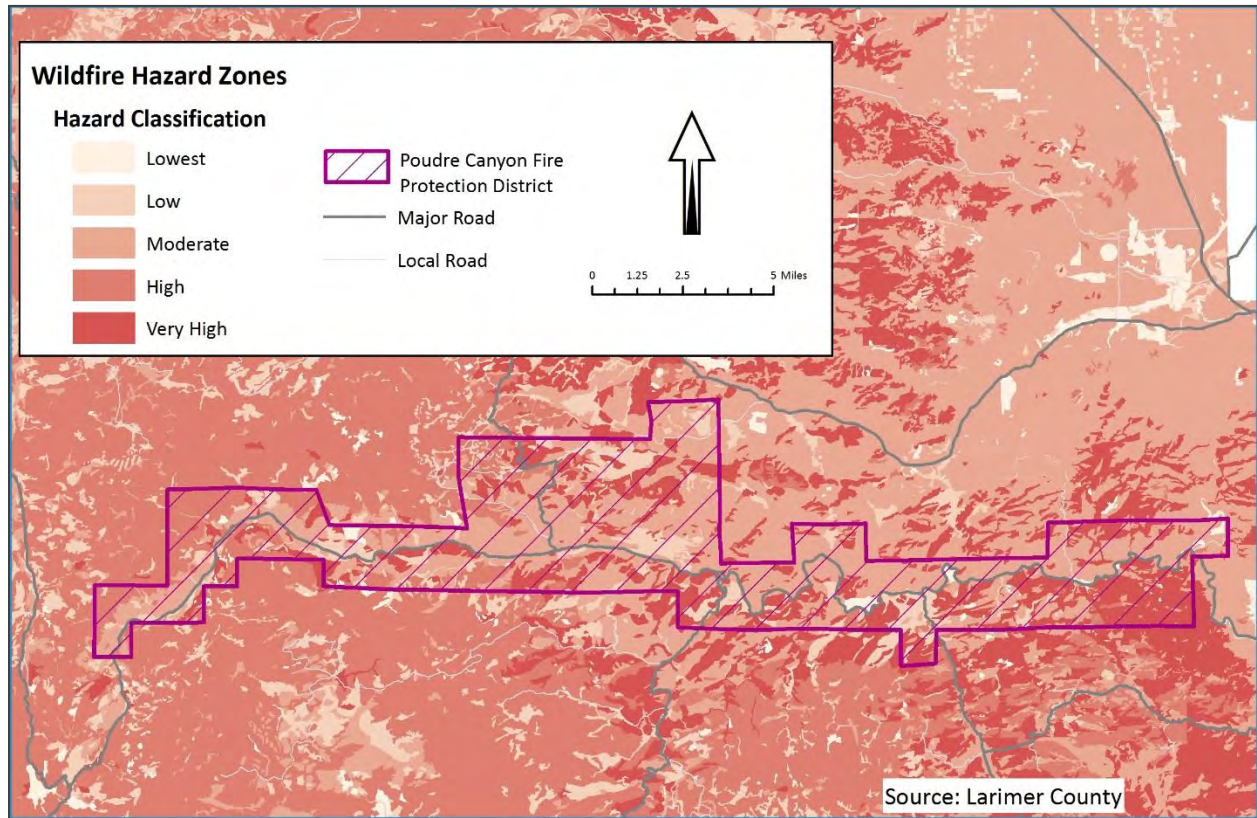 Wildfire Hazard Zones
Hazard Classification
Lowest
Low
Moderate
High
Very High
Poudre Canyon Fire
Protection District
Major Road
Local Road
0 1.25 2.5 5 Miles
Source: Larimer County